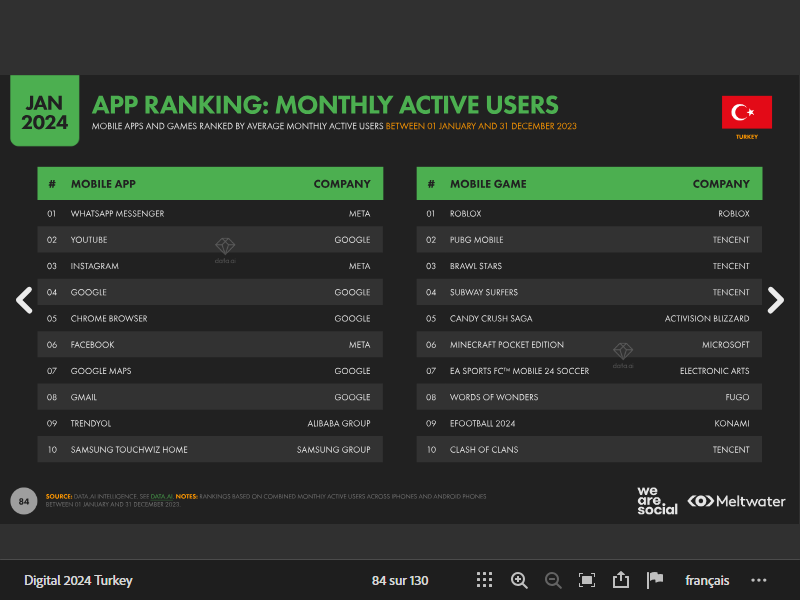 JAN
2024
APP RANKING: MONTHLY ACTIVE USERS
MOBILE APPS AND GAMES RANKED BY AVERAGE MONTHLY ACTIVE USERS BETWEEN 01 JANUARY AND 31 DECEMBER 2023
TURKEY
# MOBILE APP COMPANY
01 WHATSAPP MESSENGER META
02 YOUTUBE GOOGLE
03 INSTAGRAM META
04 GOOGLE GOOGLE
05 CHROME BROWSER GOOGLE
06 FACEBOOK META
07 GOOGLE MAPS GOOGLE
08 GMAIL GOOGLE
09 TRENDYOL ALIBABA GROUP
10 SAMSUNG TOUCHWIZ HOME SAMSUNG GROUP
data.ai
# MOBILE GAME COMPANY
01 ROBLOX ROBLOX
02 PUBG MOBILE TENCENT
03 BRAWL STARS TENCENT
04 SUBWAY SURFERS TENCENT
05 CANDY CRUSH SAGA ACTIVISION BLIZZARD
06 MINECRAFT POCKET EDITION MICROSOFT
07 EA SPORTS FC™ MOBILE 24 SOCCER ELECTRONIC ARTS
08 WORDS OF WONDERS FUGO
09 EFOOTBALL 2024 KONAMI
10 CLASH OF CLANS TENCENT
data.ai
84
SOURCE: DATA.AI INTELLIGENCE. SEE DATA.AI. NOTES: RANKINGS BASED ON COMBINED MONTHLY ACTIVE USERS ACROSS IPHONES AND ANDROID PHONES
BETWEEN 01 JANUARY AND 31 DECEMBER 2023.
we
are.
social
Meltwater
Digital 2024 Turkey
84 sur 130
français